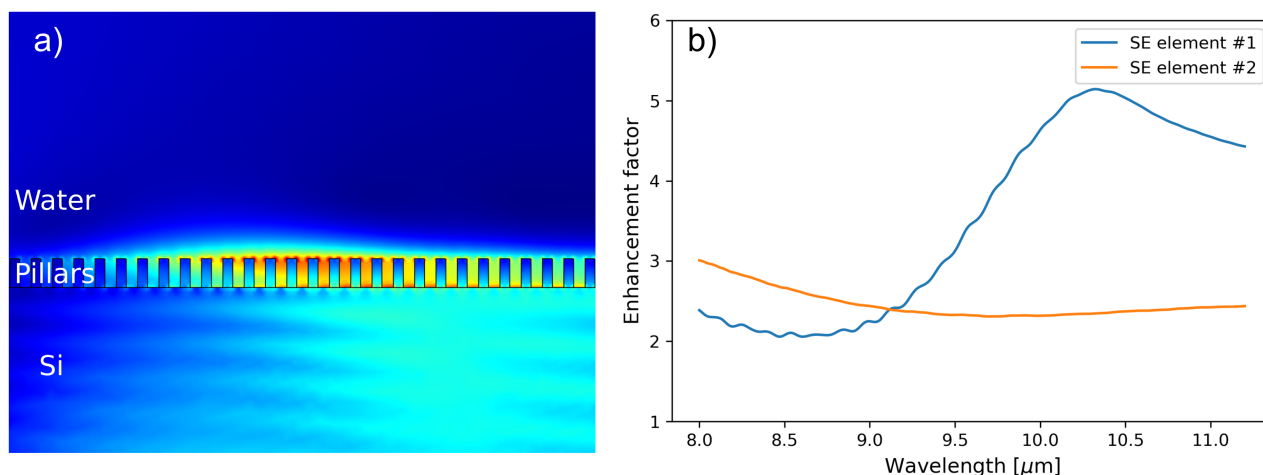 a)
Water
Pillars
Si
b)
SE element #1
SE element #2
6
5
4
3
2
1
Enhancement factor
8.0 8.5 9.0 9.5 10.0 10.5 11.0
Wavelength [μm]